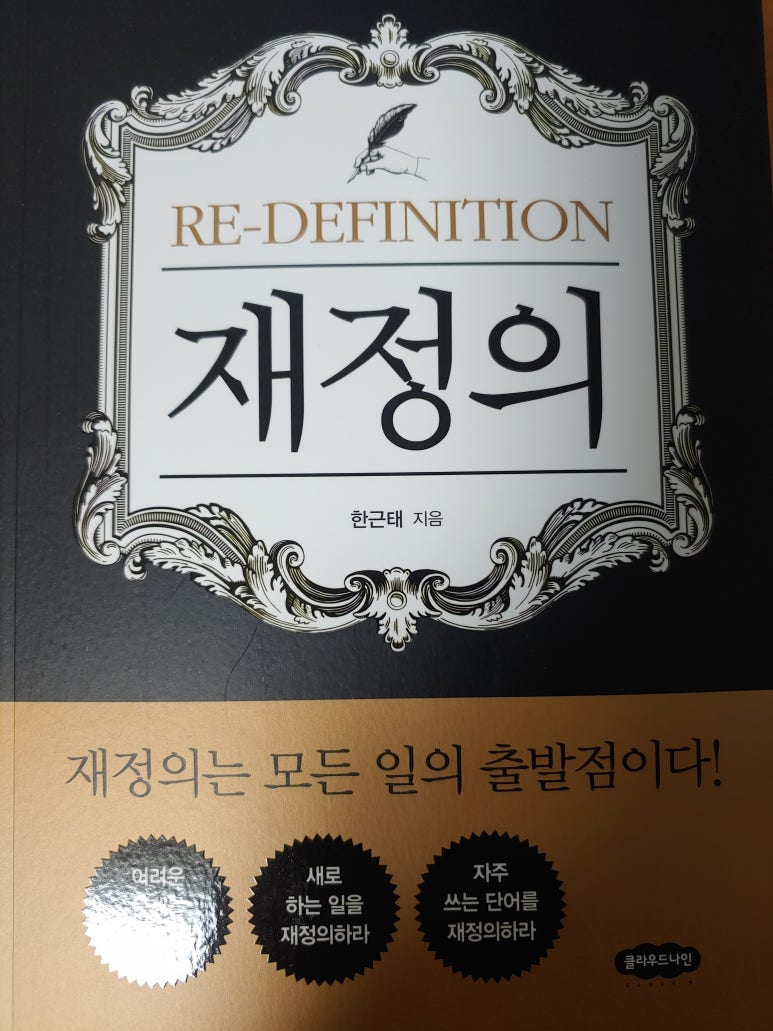 RE-DEFINITION
재정의
한근태 지음
재정의는 모든 일의 출발점이다!
어려운
새로
하는 일을
재정의하라
자주
쓰는 단어를
재정의하라
클라우드나인